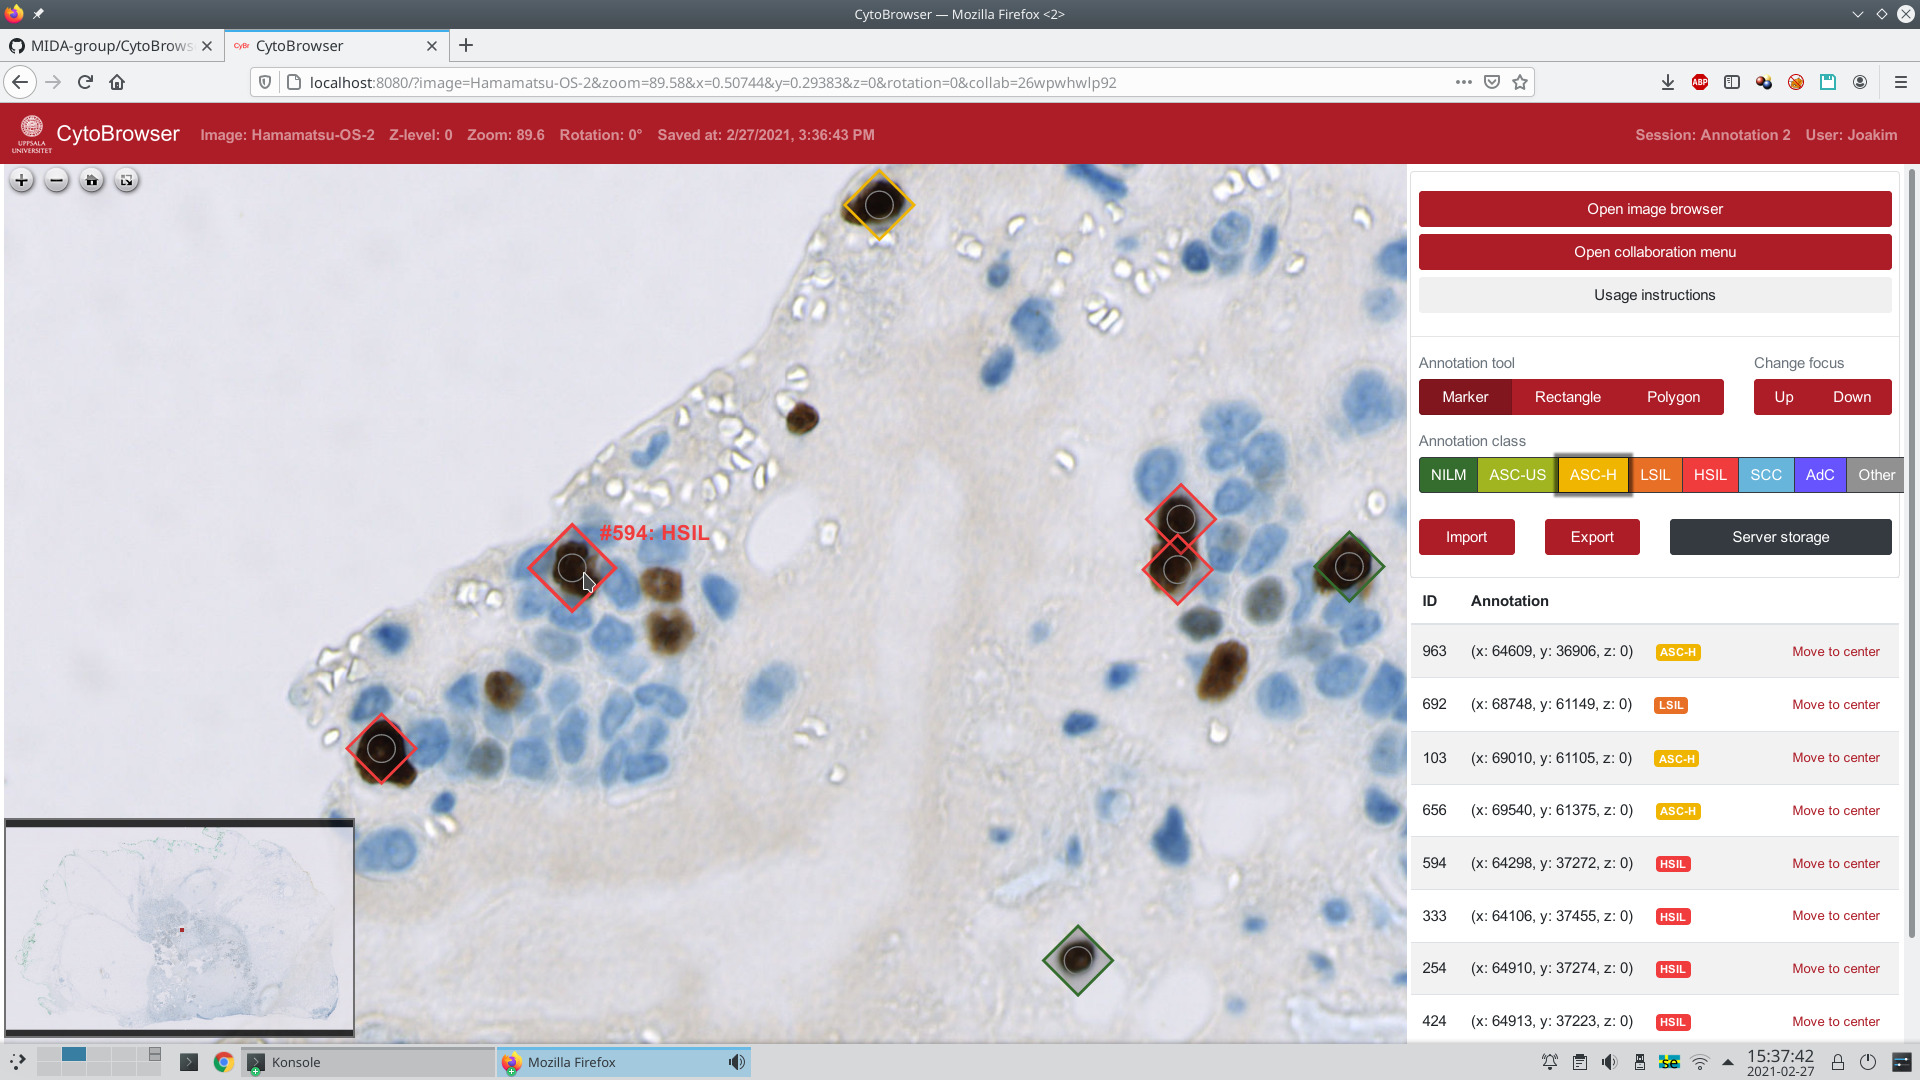 CytoBrowser — Mozilla Firefox <2>
MIDA-group/CytoBrows
CyBr CytoBrowser
localhost:8080/?image=Hamamatsu-OS-2&zoom=89.58&x=0.50744&y=0.29383&z=0&rotation=0&collab=26wpwhwlp92
ABP
UPPSALA
UNIVERSITET
CytoBrowser Image: Hamamatsu-OS-2 Z-level: 0 Zoom: 89.6 Rotation: 0° Saved at: 2/27/2021, 3:36:43 PM Session: Annotation 2 User: Joakim
Open image browser
Open collaboration menu
Usage instructions
Annotation tool Change focus
Marker Rectangle Polygon Up Down
Annotation class
NILM ASC-US ASC-H LSIL HSIL SCC AdC Other
Import Export Server storage
#594: HSIL
ID Annotation
963 (x: 64609, y: 36906, z: 0) ASC-H Move to center
692 (x: 68748, y: 61149, z: 0) LSIL Move to center
103 (x: 69010, y: 61105, z: 0) ASC-H Move to center
656 (x: 69540, y: 61375, z: 0) ASC-H Move to center
594 (x: 64298, y: 37272, z: 0) HSIL Move to center
333 (x: 64106, y: 37455, z: 0) HSIL Move to center
254 (x: 64910, y: 37274, z: 0) HSIL Move to center
424 (x: 64913, y: 37223, z: 0) HSIL Move to center
Konsole
Mozilla Firefox
se
15:37:42
2021-02-27